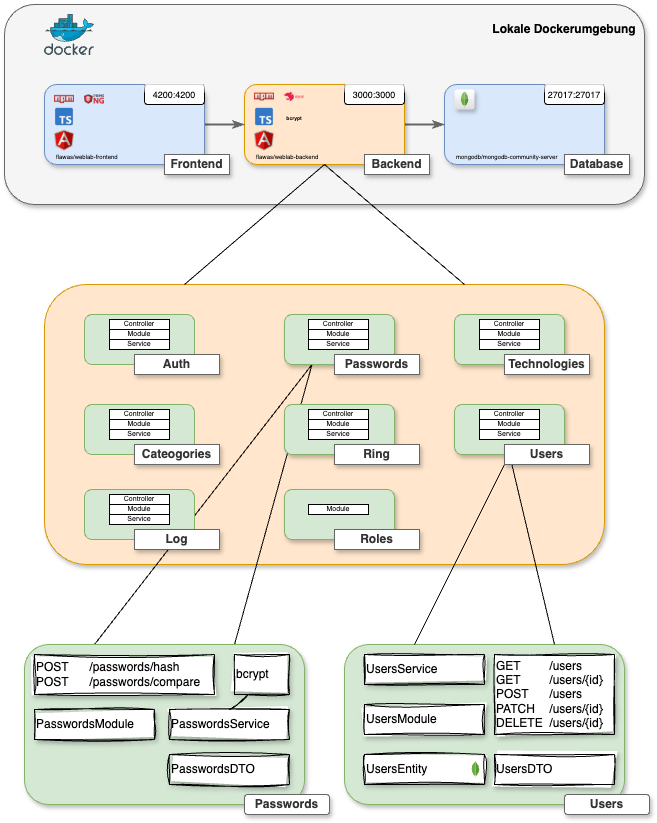 docker
Lokale Dockerumgebung
4200:4200
3000:3000
27017:27017
TS
NG
TS
bcrypt
flawas/weblab-frontend
flawas/weblab-backend
mongodb/mongodb-community-server
Frontend
Backend
Database
Controller
Module
Service
Auth
Controller
Module
Service
Passwords
Controller
Module
Service
Technologies
Controller
Module
Service
Cateogories
Controller
Module
Service
Ring
Controller
Module
Service
Users
Controller
Module
Service
Log
Module
Roles
POST /passwords/hash
POST /passwords/compare
bcrypt
PasswordsModule
PasswordsService
PasswordsDTO
Passwords
UsersService
UsersModule
UsersEntity
GET /users
GET /users/{id}
POST /users
PATCH /users/{id}
DELETE /users/{id}
UsersDTO
Users